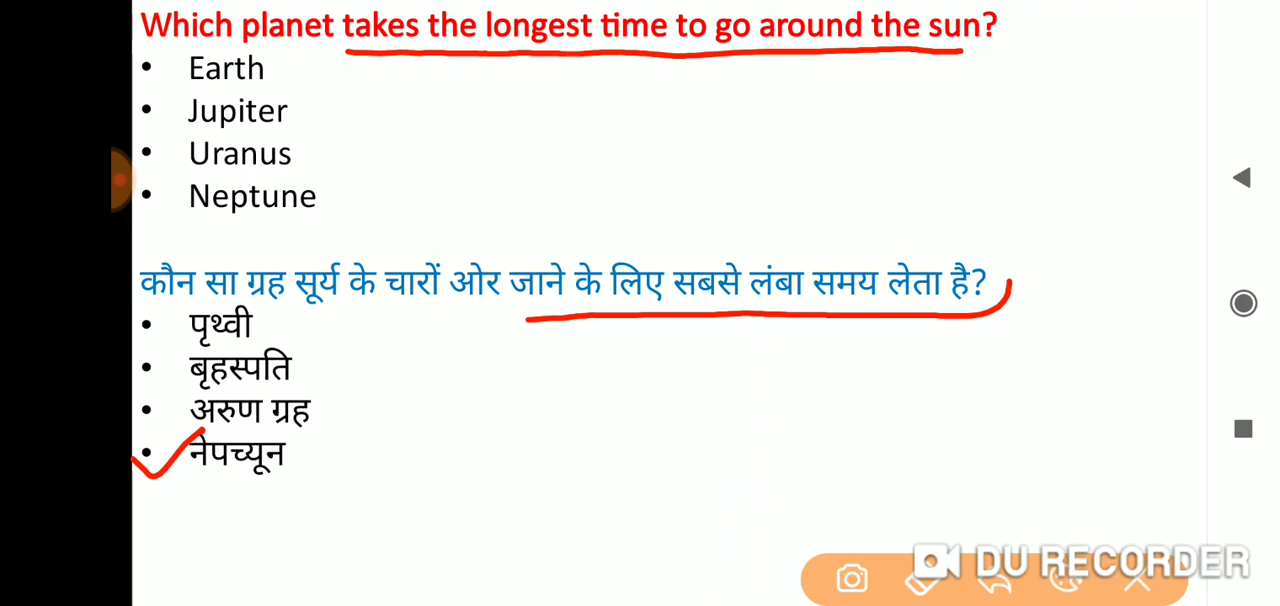 Which planet takes the longest time to go around the sun?
• Earth
• Jupiter
• Uranus
• Neptune
कौन सा ग्रह सूर्य के चारों ओर जाने के लिए सबसे लंबा समय लेता है?
• पृथ्वी
• बृहस्पति
• अरुण ग्रह
• नेपच्यून
DU RECORDER